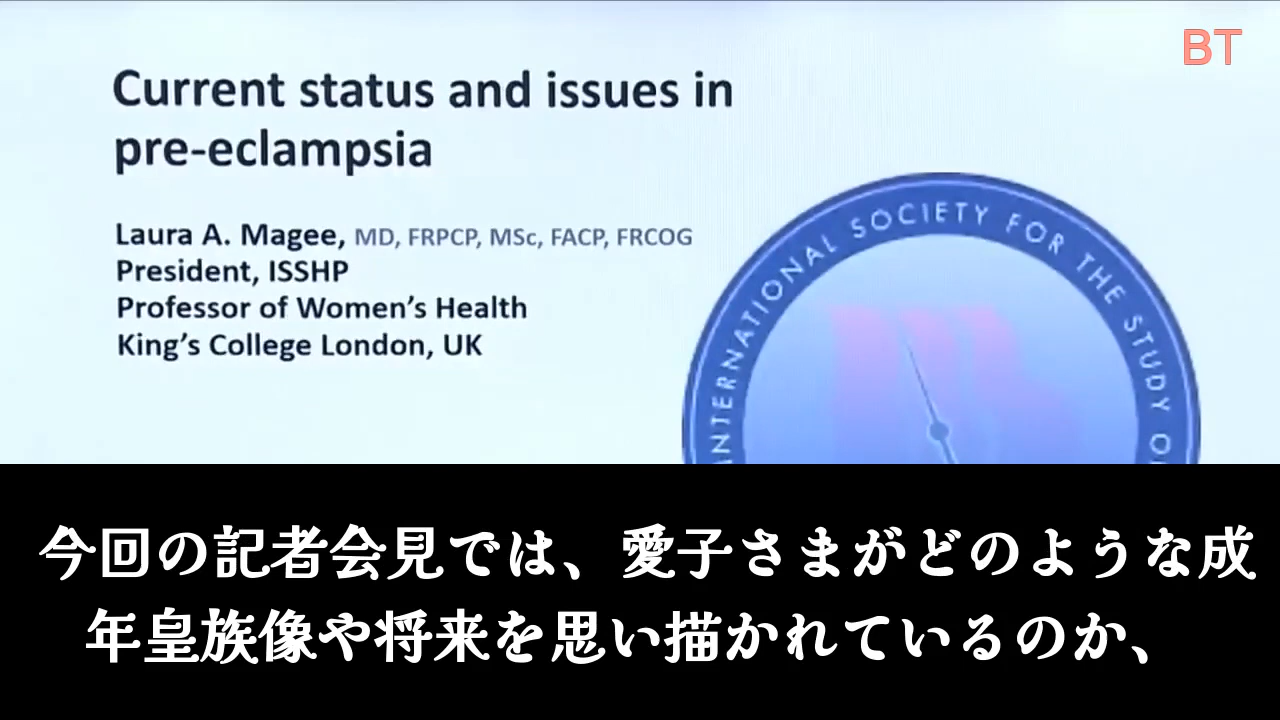 BT
Current status and issues in
pre-eclampsia
Laura A. Magee, MD, FRPCP, MSc, FACP, FRCOG
President, ISSHP
Professor of Women's Health
King's College London, UK
INTERNATIONAL SOCIETY FOR THE STUDY
今回の記者会見では、愛子さまがどのような成
年皇族像や将来を思い描かれているのか、